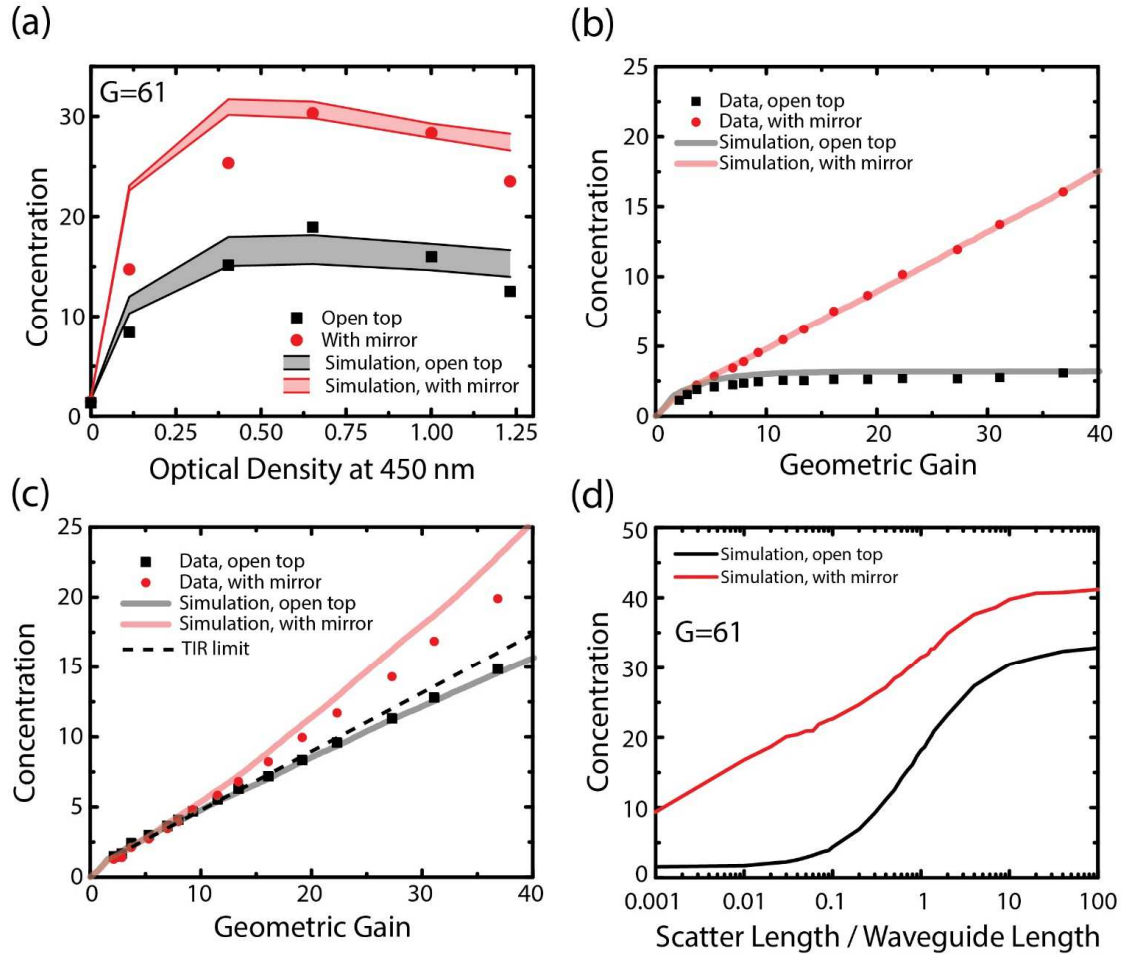 (a)
G=61
Concentration
30
20
10
0
0 0.25 0.50 0.75 1.00 1.25
Optical Density at 450 nm
Open top
With mirror
Simulation, open top
Simulation, with mirror
(b)
Concentration
25
20
15
10
5
0
0 10 20 30 40
Geometric Gain
Data, open top
Data, with mirror
Simulation, open top
Simulation, with mirror
(c)
Concentration
25
20
15
10
5
0
0 10 20 30 40
Geometric Gain
Data, open top
Data, with mirror
Simulation, open top
Simulation, with mirror
TIR limit
(d)
Concentration
50
40
30
20
10
0
0.001 0.01 0.1 1 10 100
Scatter Length / Waveguide Length
Simulation, open top
Simulation, with mirror
G=61